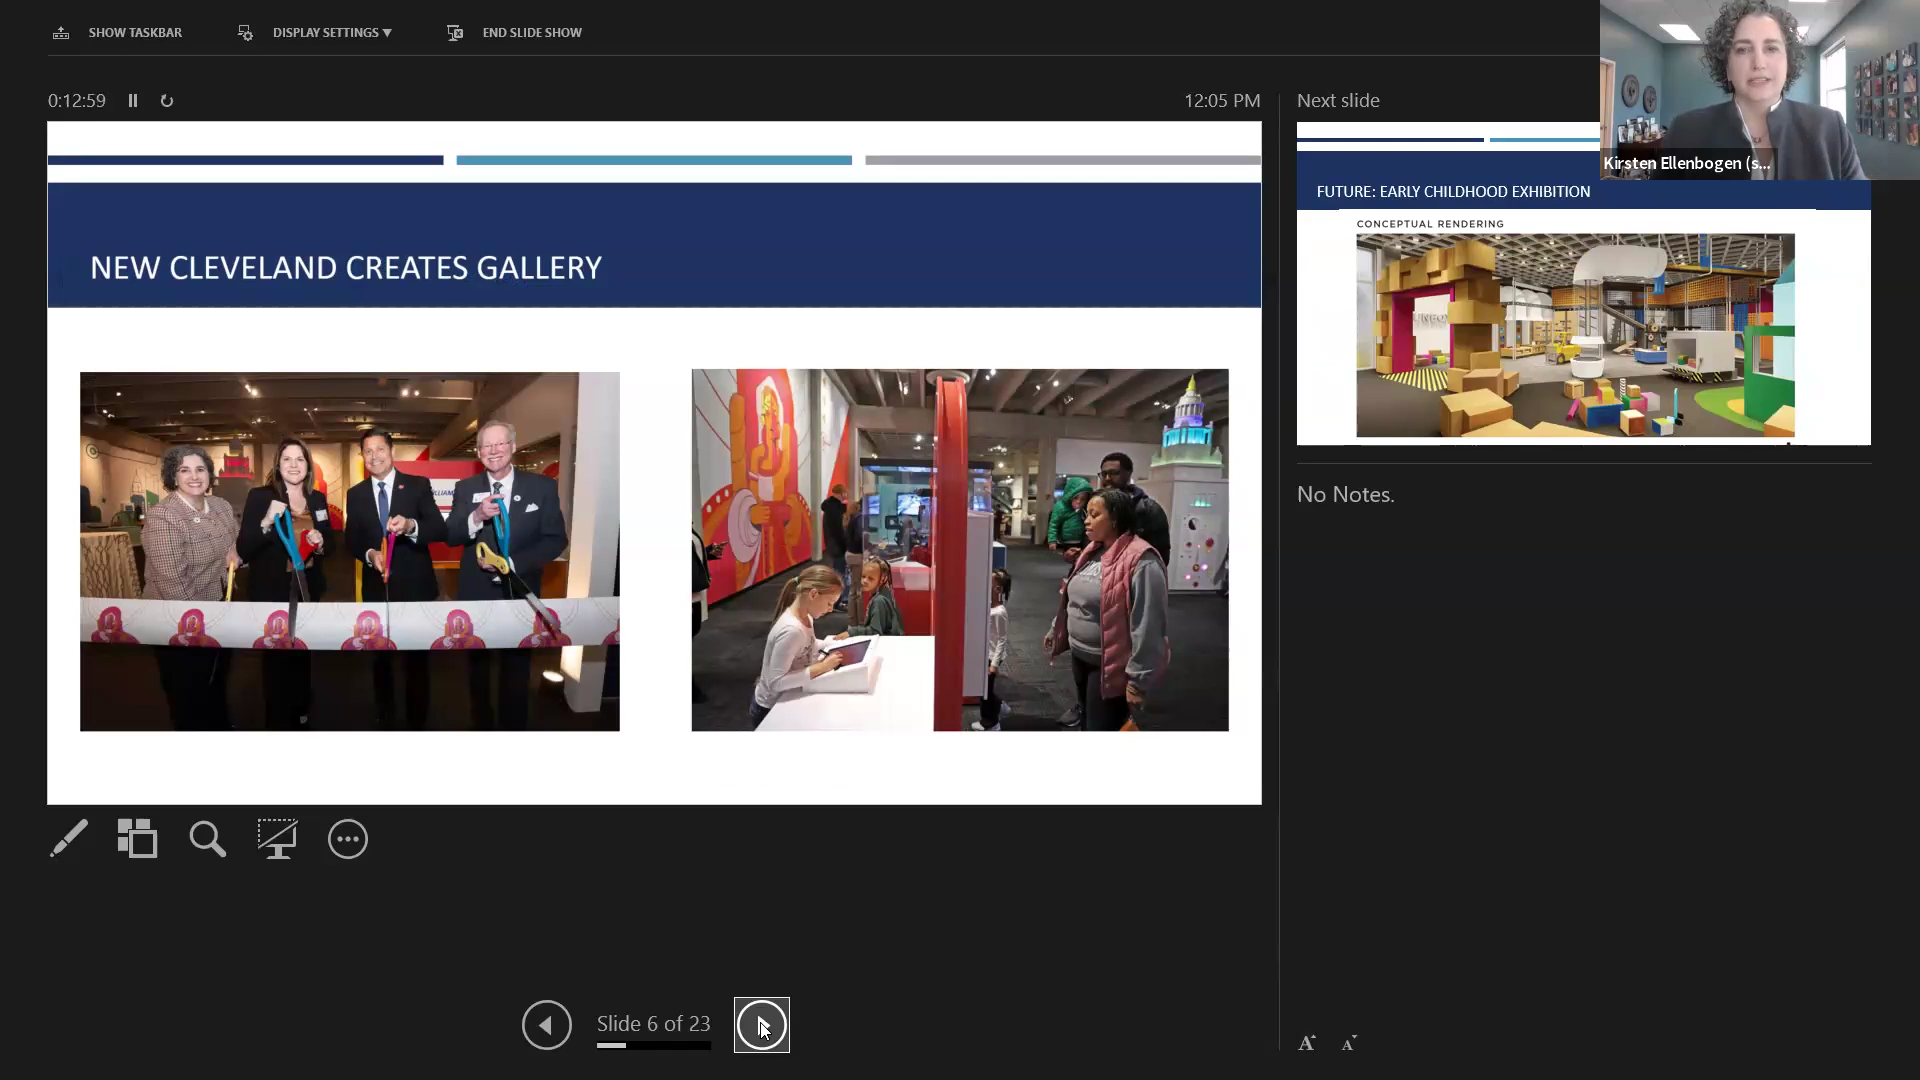 SHOW TASKBAR
DISPLAY SETTINGS ▼
END SLIDE SHOW
0:12:59
12:05 PM
Next slide
Kirsten Ellenbogen (s...
NEW CLEVELAND CREATES GALLERY
FUTURE: EARLY CHILDHOOD EXHIBITION
CONCEPTUAL RENDERING
No Notes.
Slide 6 of 23
A A